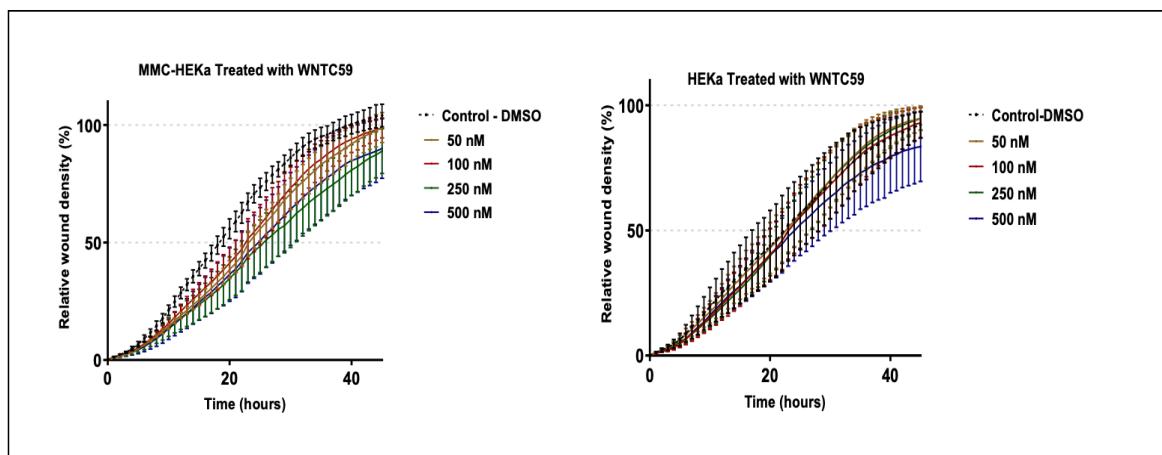 MMC-HEKa Treated with WNTC59
Relative wound density (%)
100
50
0
0 20 40
Time (hours)
Control - DMSO
50 nM
100 nM
250 nM
500 nM
HEKa Treated with WNTC59
Relative wound density (%)
100
50
0
0 20 40
Time (hours)
Control-DMSO
50 nM
100 nM
250 nM
500 nM